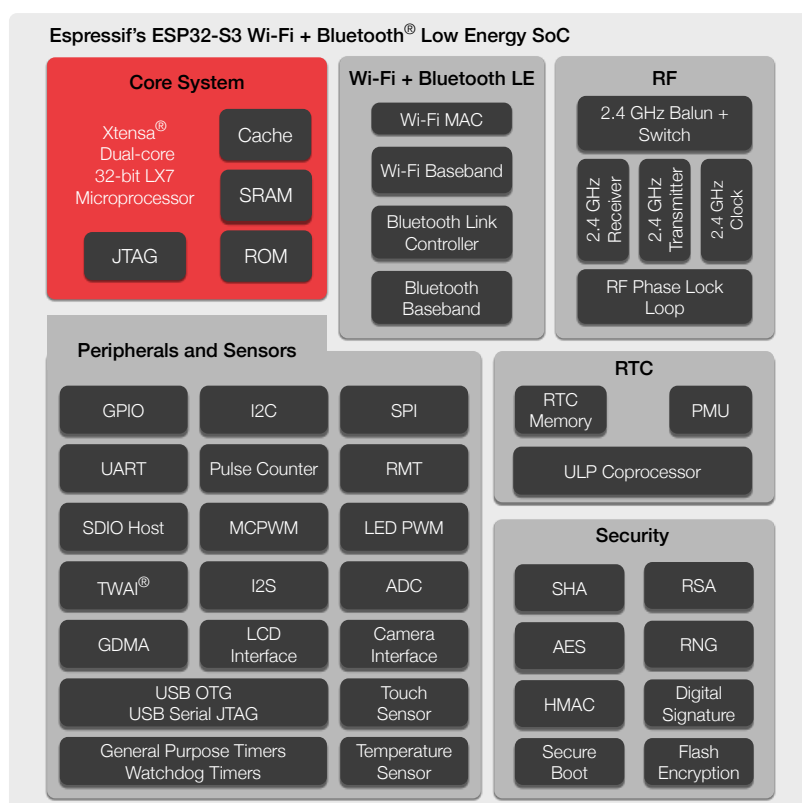 Espressif's ESP32-S3 Wi-Fi + Bluetooth® Low Energy SoC
Core System
Xtensa®
Dual-core
32-bit LX7
Microprocessor
Cache
SRAM
JTAG
ROM
Wi-Fi + Bluetooth LE
Wi-Fi MAC
Wi-Fi Baseband
Bluetooth Link
Controller
Bluetooth
Baseband
RF
2.4 GHz Balun +
Switch
2.4 GHz
Receiver
2.4 GHz
Transmitter
2.4 GHz
Clock
RF Phase Lock
Loop
Peripherals and Sensors
GPIO
I2C
SPI
UART
Pulse Counter
RMT
SDIO Host
MCPWM
LED PWM
TWAI®
I2S
ADC
GDMA
LCD
Interface
Camera
Interface
USB OTG
USB Serial JTAG
Touch
Sensor
General Purpose Timers
Watchdog Timers
Temperature
Sensor
RTC
RTC
Memory
PMU
ULP Coprocessor
Security
SHA
RSA
AES
RNG
HMAC
Digital
Signature
Secure
Boot
Flash
Encryption